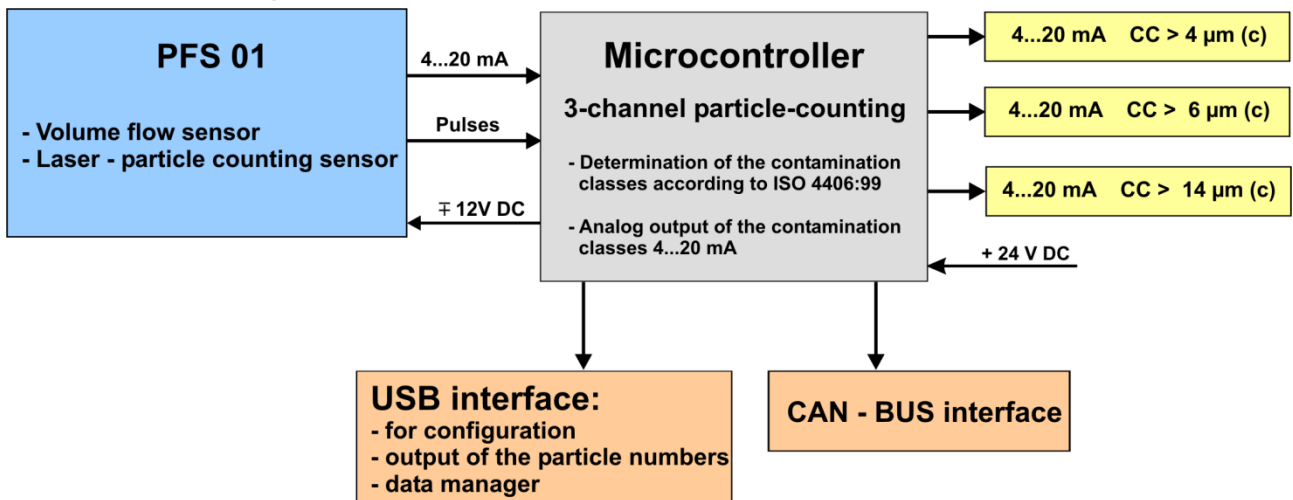 PFS 01
- Volume flow sensor
- Laser - particle counting sensor
4...20 mA
Pulses
∓ 12V DC
Microcontroller
3-channel particle-counting
- Determination of the contamination
classes according to ISO 4406:99
- Analog output of the contamination
classes 4...20 mA
4...20 mA CC > 4 µm (c)
4...20 mA CC > 6 µm (c)
4...20 mA CC > 14 µm (c)
+ 24 V DC
USB interface:
- for configuration
- output of the particle numbers
- data manager
CAN - BUS interface